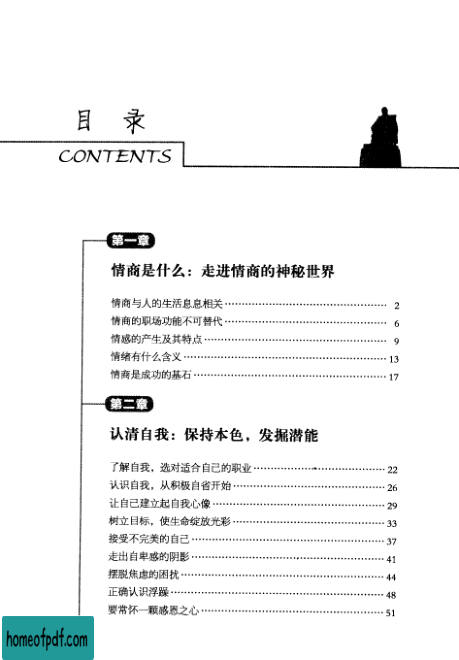 目 录
CONTENTS
第一章
情商是什么：走进情商的神秘世界
情商与人的生活息息相关 2
情商的职场功能不可替代 6
情感的产生及其特点 9
情绪有什么含义 13
情商是成功的基石 17
第二章
认清自我：保持本色，发掘潜能
了解自我，选对适合自己的职业 22
认识自我，从积极自省开始 26
让自己建立起自我心像 29
树立目标，使生命绽放光彩 33
接受不完美的自己 37
走出自卑感的阴影 41
摆脱焦虑的困扰 44
正确认识浮躁 48
要常怀一颗感恩之心 51
homeofpdf.com